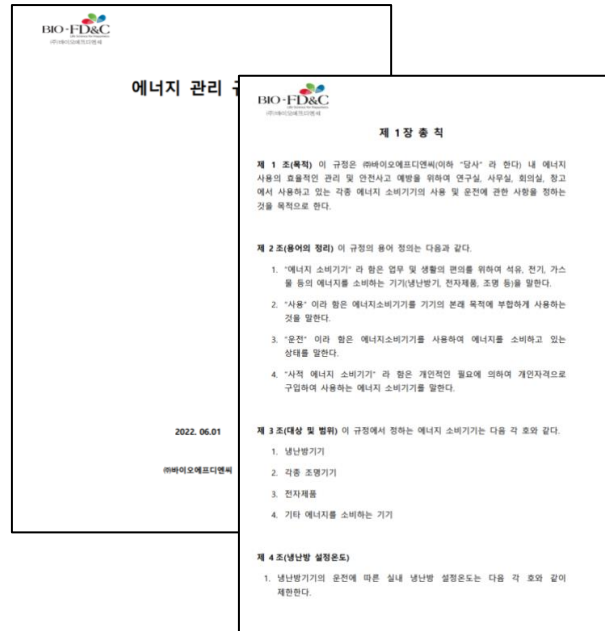 BIO-FD&C
㈜바이오에프디엔씨
에너지 관리
2022. 06.01
㈜바이오에프디엔씨
BIO-FD&C
㈜바이오에프디엔씨
제 1장 총 칙
제 1 조(목적) 이 규정은 ㈜바이오에프디엔씨(이하 "당사" 라 한다) 내 에너지
사용의 효율적인 관리 및 안전사고 예방을 위하여 연구실, 사무실, 회의실, 창고
에서 사용하고 있는 각종 에너지 소비기기의 사용 및 운전에 관한 사항을 정하는
것을 목적으로 한다.
제 2조(용어의 정리) 이 규정의 용어 정의는 다음과 같다.
1. "에너지 소비기기" 라 함은 업무 및 생활의 편의를 위하여 석유, 전기, 가스
물 등의 에너지를 소비하는 기기(냉난방기, 전자제품, 조명 등)을 말한다.
2. "사용" 이라 함은 에너지소비기기를 기기의 본래 목적에 부합하게 사용하는
것을 말한다.
3. "운전" 이라 함은 에너지소비기기를 사용하여 에너지를 소비하고 있는
상태를 말한다.
4. "사적 에너지 소비기기" 라 함은 개인적인 필요에 의하여 개인자격으로
구입하여 사용하는 에너지 소비기기를 말한다.
제 3조(대상 및 범위) 이 규정에서 정하는 에너지 소비기기는 다음 각 호와 같다.
1. 냉난방기기
2. 각종 조명기기
3. 전자제품
4. 기타 에너지를 소비하는 기기
제 4조(냉난방 설정온도)
1. 냉난방기기의 운전에 따른 실내 냉난방 설정온도는 다음 각 호와 같이
제한한다.